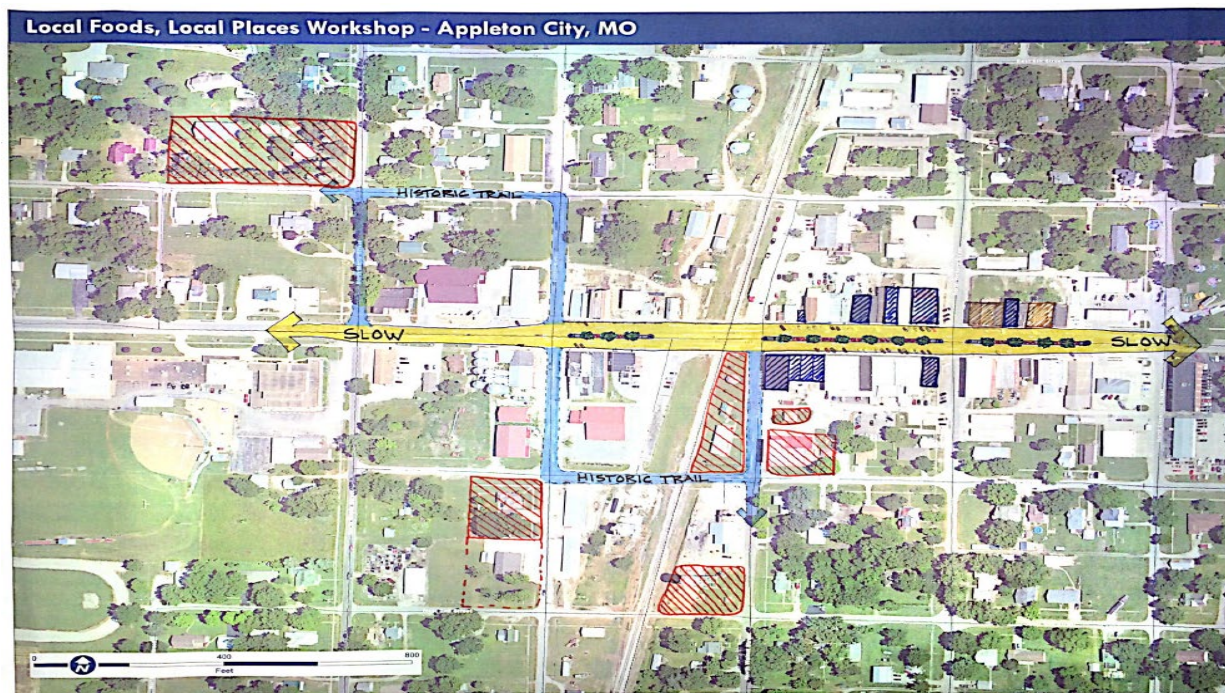 Local Foods, Local Places Workshop - Appleton City, MO
HISTORIC TRAIL
SLOW
SLOW
HISTORIC TRAIL
0 400 800
N
Feet